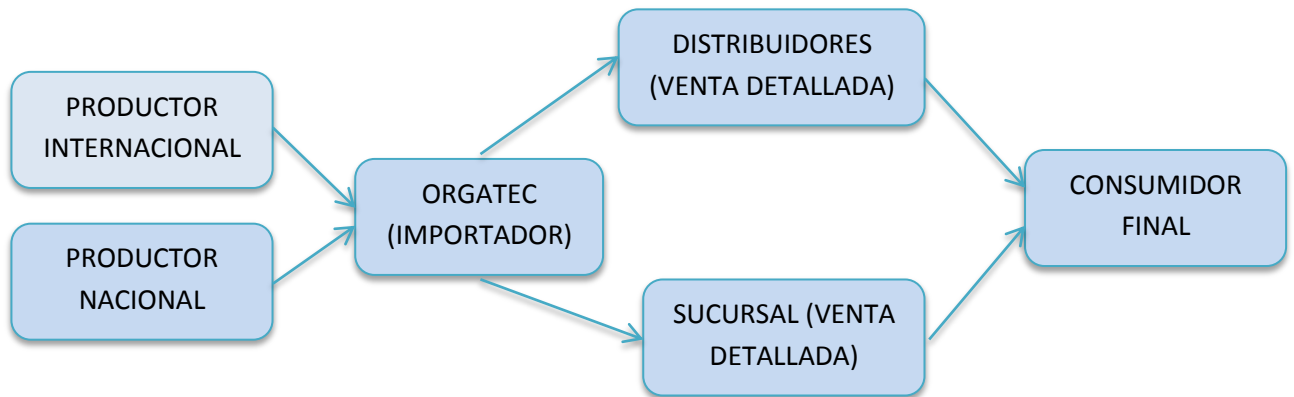 PRODUCTOR
INTERNACIONAL
PRODUCTOR
NACIONAL
ORGATEC
(IMPORTADOR)
DISTRIBUIDORES
(VENTA DETALLADA)
SUCURSAL (VENTA
DETALLADA)
CONSUMIDOR
FINAL